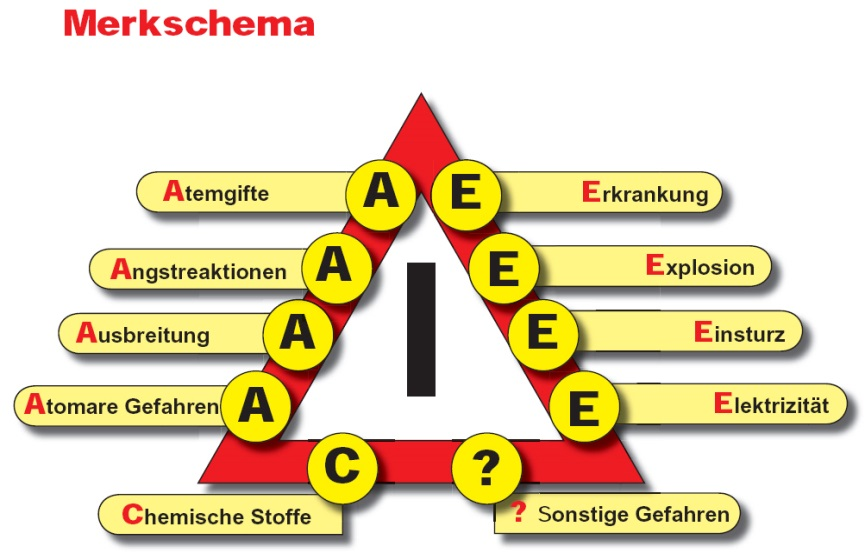 Merkschema
Atemgifte A E Erkrankung
Angstreaktionen A E Explosion
Ausbreitung A E Einsturz
Atomare Gefahren A E Elektrizität
C ?
Chemische Stoffe ? Sonstige Gefahren